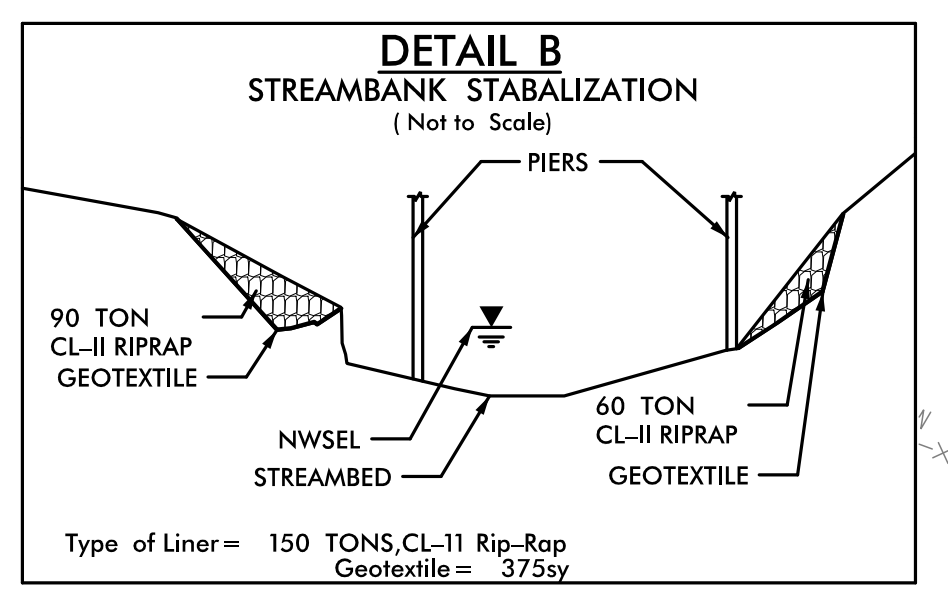 DETAIL B
STREAMBANK STABALIZATION
( Not to Scale)
PIERS
90 TON
CL-II RIPRAP
GEOTEXTILE
60 TON
CL-II RIPRAP
NWSEL
GEOTEXTILE
STREAMBED
Type of Liner = 150 TONS,CL-11 Rip-Rap
Geotextile = 375sy